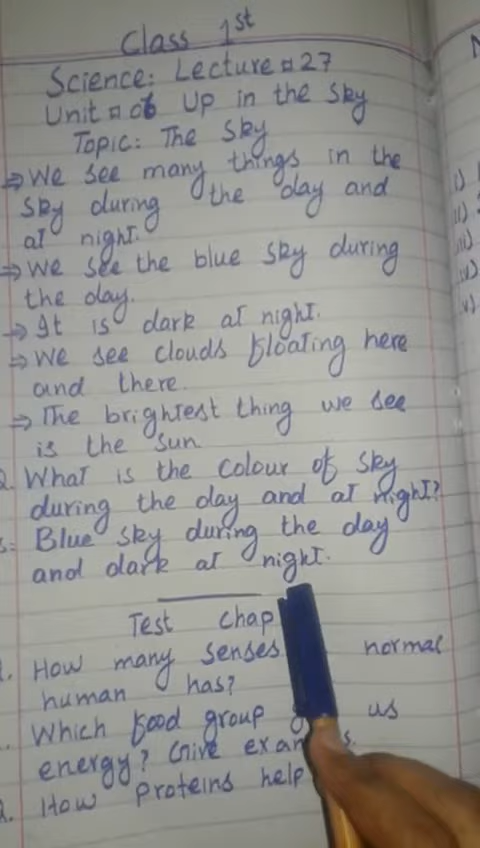 Class 1st
Science: Lecture # 27
Unit # 06 Up in the sky
Topic: The sky
⇒ We see many things in the
sky during the day and
at night.
⇒ We see the blue sky during
the day.
→ It is dark at night.
⇒ We see clouds floating here
and there.
⇒ The brightest thing we see
is the sun
Q. What is the colour of sky
during the day and at night?
s: Blue sky during the day
and dark at night.
Test chap
1. How many senses normal
human has?
Which food group us
energy? Give
2. How proteins help
i)
ii)
iii)
iv)
v)